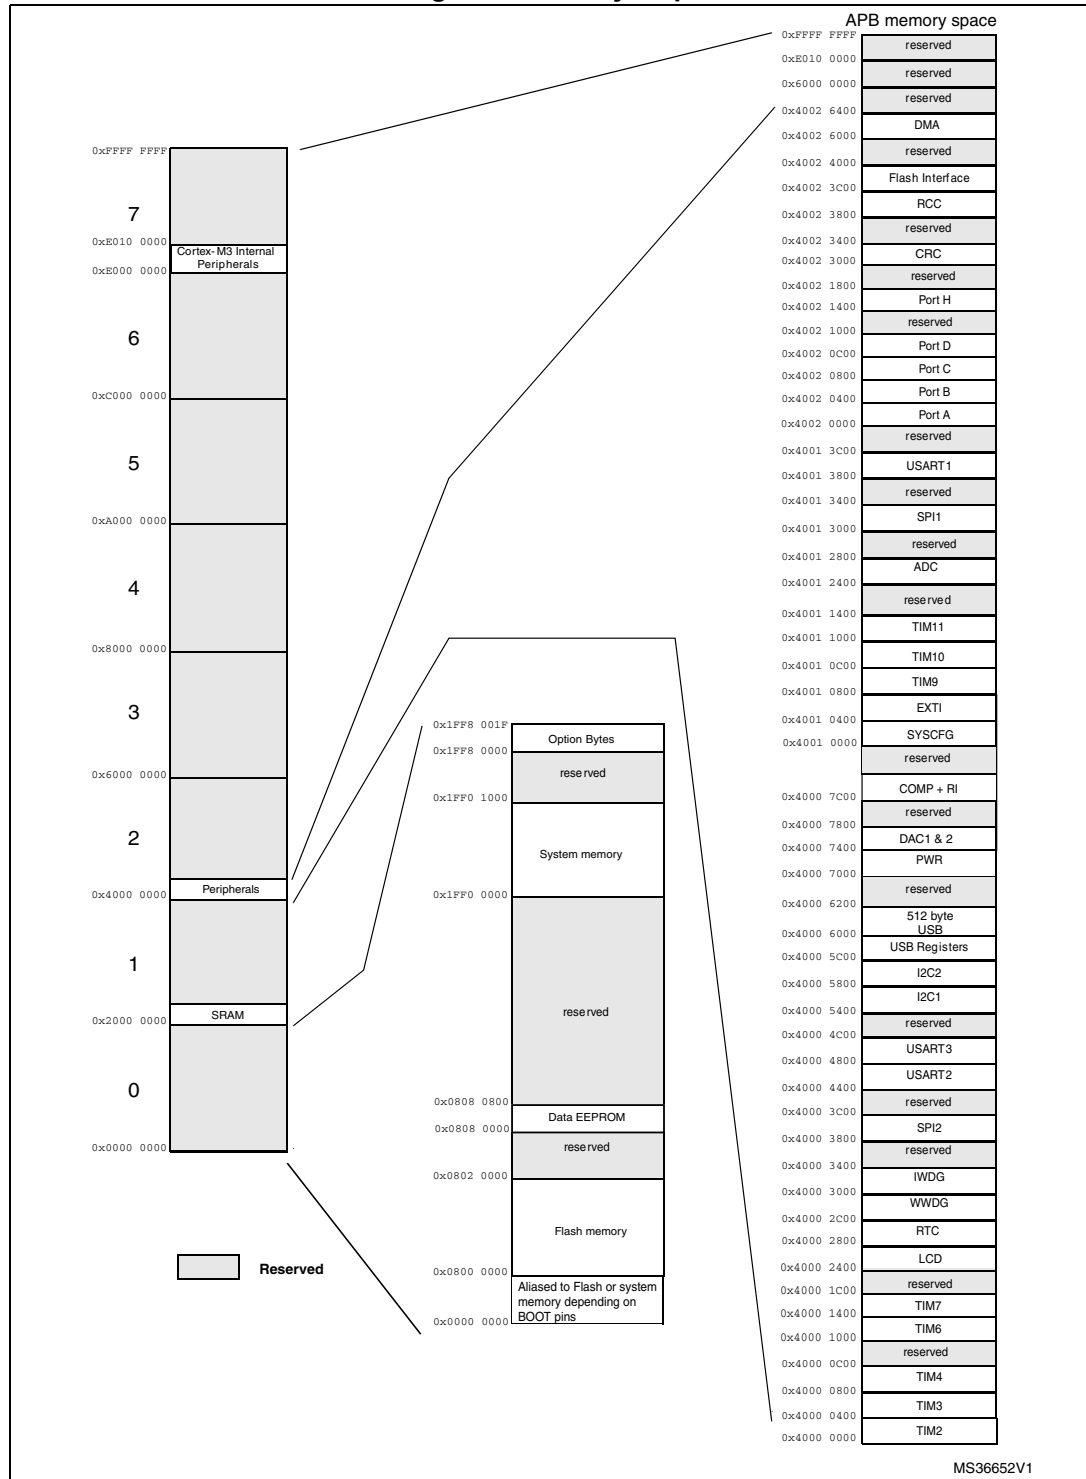 APB memory space
0xFFFF FFFF
reserved
0xE010 0000
reserved
0x6000 0000
reserved
0x4002 6400
DMA
0x4002 6000
reserved
0x4002 4000
Flash Interface
0x4002 3C00
RCC
0x4002 3800
reserved
0x4002 3400
CRC
0x4002 3000
reserved
0x4002 1800
Port H
0x4002 1400
reserved
0x4002 1000
Port D
0x4002 0C00
Port C
0x4002 0800
Port B
0x4002 0400
Port A
0x4002 0000
reserved
0x4001 3C00
USART1
0x4001 3800
reserved
0x4001 3400
SPI1
0x4001 3000
reserved
0x4001 2800
ADC
0x4001 2400
reserved
0x4001 1400
TIM11
0x4001 1000
TIM10
0x4001 0C00
TIM9
0x4001 0800
EXTI
0x4001 0400
SYSCFG
0x4001 0000
reserved
COMP + RI
0x4000 7C00
reserved
0x4000 7800
DAC1 & 2
0x4000 7400
PWR
0x4000 7000
reserved
0x4000 6200
512 byte
USB
0x4000 6000
USB Registers
0x4000 5C00
I2C2
0x4000 5800
I2C1
0x4000 5400
reserved
0x4000 4C00
USART3
0x4000 4800
USART2
0x4000 4400
reserved
0x4000 3C00
SPI2
0x4000 3800
reserved
0x4000 3400
IWDG
0x4000 3000
WWDG
0x4000 2C00
RTC
0x4000 2800
LCD
0x4000 2400
reserved
0x4000 1C00
TIM7
0x4000 1400
TIM6
0x4000 1000
reserved
0x4000 0C00
TIM4
0x4000 0800
TIM3
0x4000 0400
TIM2
0x4000 0000
0xFFFF FFFF
7
0xE010 0000
Cortex-M3 Internal
Peripherals
0xE000 0000
6
0xC000 0000
5
0xA000 0000
4
0x8000 0000
3
0x6000 0000
2
Peripherals
0x4000 0000
1
SRAM
0x2000 0000
0
0x0000 0000
0x1FF8 001F
Option Bytes
0x1FF8 0000
reserved
0x1FF0 1000
System memory
0x1FF0 0000
reserved
0x0808 0800
Data EEPROM
0x0808 0000
reserved
0x0802 0000
Flash memory
0x0800 0000
Aliased to Flash or system
memory depending on
BOOT pins
0x0000 0000
Reserved
MS36652V1